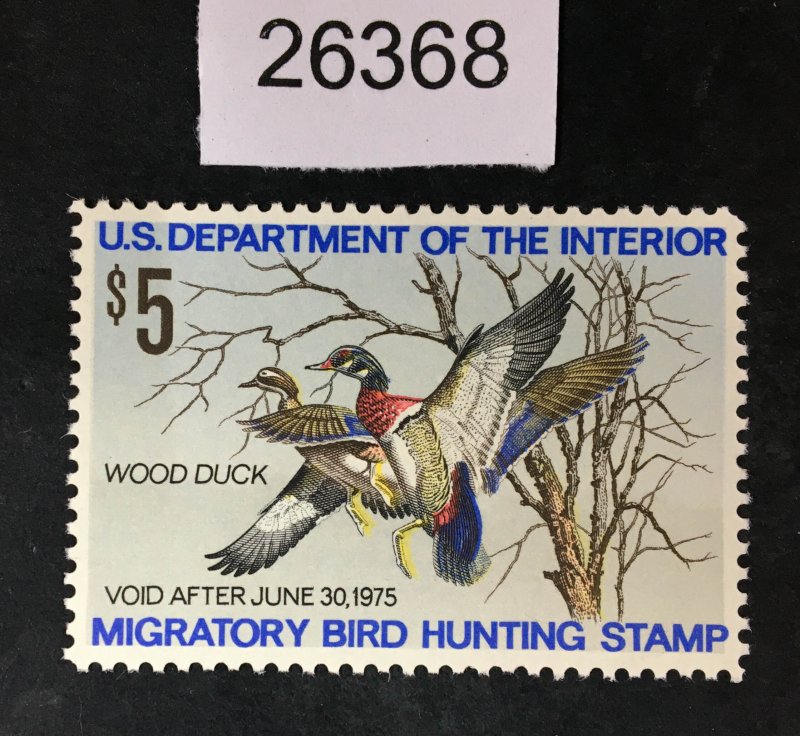 26368
U.S. DEPARTMENT OF THE INTERIOR
$5
WOOD DUCK
VOID AFTER JUNE 30, 1975
MIGRATORY BIRD HUNTING STAMP